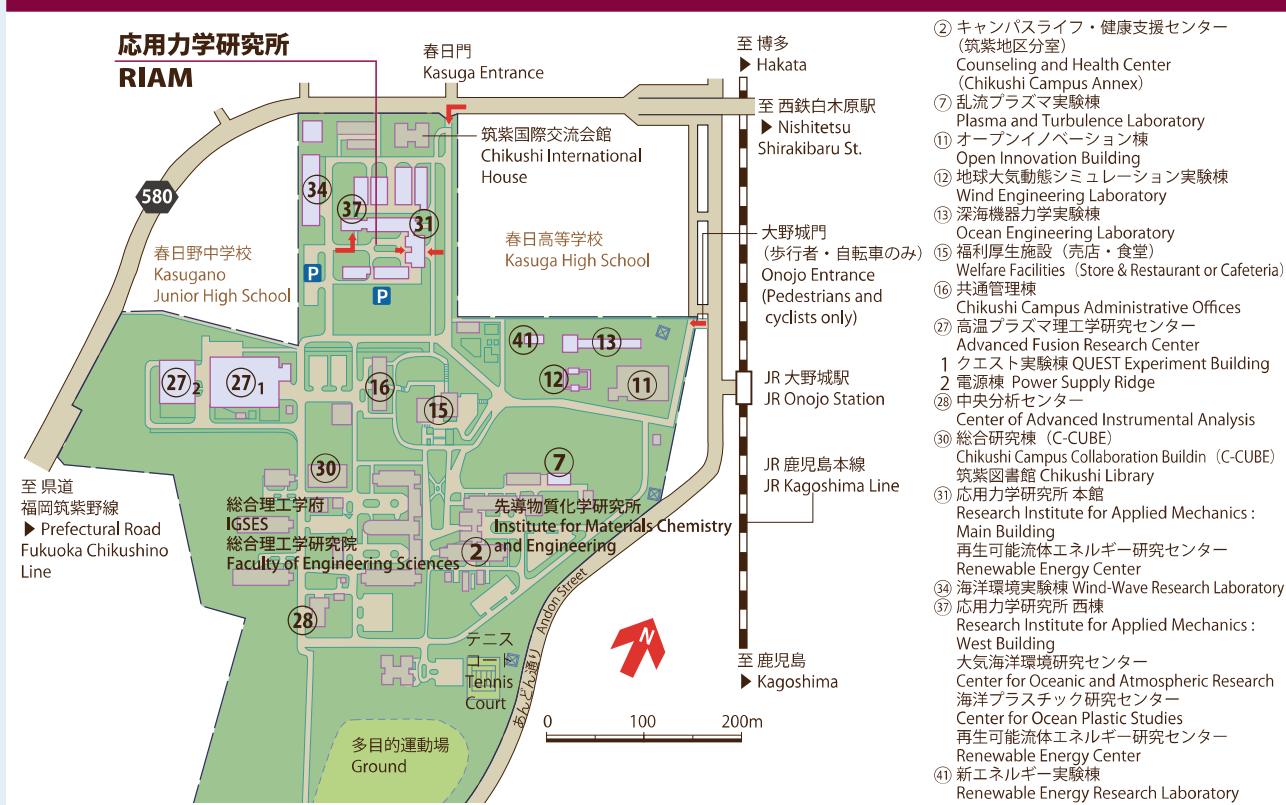 応用力学研究所
RIAM
春日門
Kasuga Entrance
至 博多
▶ Hakata
至 西鉄白木原駅
▶ Nishitetsu
Shirakibaru St.
筑紫国際交流会館
Chikushi International
House
580
34
37
31
春日野中学校
Kasugano
Junior High School
P
P
春日高等学校
Kasuga High School
大野城門
(歩行者・自転車のみ)
Onojo Entrance
(Pedestrians and
cyclists only)
41
13
12
11
27 2
27 1
16
15
JR 大野城駅
JR Onojo Station
30
7
JR 鹿児島本線
JR Kagoshima Line
至 県道
福岡筑紫野線
▶ Prefectural Road
Fukuoka Chikushino
Line
総合理工学府
IGSES
総合理工学研究院
Faculty of Engineering Sciences
先導物質化学研究所
Institute for Materials Chemistry
and Engineering
2
28
あんどん通り Andon Street
N
テニス
コート
Tennis
Court
至 鹿児島
▶ Kagoshima
0 100 200m
多目的運動場
Ground
② キャンパスライフ・健康支援センター
(筑紫地区分室)
Counseling and Health Center
(Chikushi Campus Annex)
⑦ 乱流プラズマ実験棟
Plasma and Turbulence Laboratory
⑪ オープンイノベーション棟
Open Innovation Building
⑫ 地球大気動態シミュレーション実験棟
Wind Engineering Laboratory
⑬ 深海機器力学実験棟
Ocean Engineering Laboratory
⑮ 福利厚生施設（売店・食堂）
Welfare Facilities（Store & Restaurant or Cafeteria）
⑯ 共通管理棟
Chikushi Campus Administrative Offices
㉗ 高温プラズマ理工学研究センター
Advanced Fusion Research Center
1 クエスト実験棟 QUEST Experiment Building
2 電源棟 Power Supply Ridge
㉘ 中央分析センター
Center of Advanced Instrumental Analysis
㉚ 総合研究棟（C-CUBE）
Chikushi Campus Collaboration Buildin（C-CUBE）
筑紫図書館 Chikushi Library
㉛ 応用力学研究所 本館
Research Institute for Applied Mechanics :
Main Building
再生可能流体エネルギー研究センター
Renewable Energy Center
㉞ 海洋環境実験棟 Wind-Wave Research Laboratory
㊲ 応用力学研究所 西棟
Research Institute for Applied Mechanics :
West Building
大気海洋環境研究センター
Center for Oceanic and Atmospheric Research
海洋プラスチック研究センター
Center for Ocean Plastic Studies
再生可能流体エネルギー研究センター
Renewable Energy Center
㊶ 新エネルギー実験棟
Renewable Energy Research Laboratory